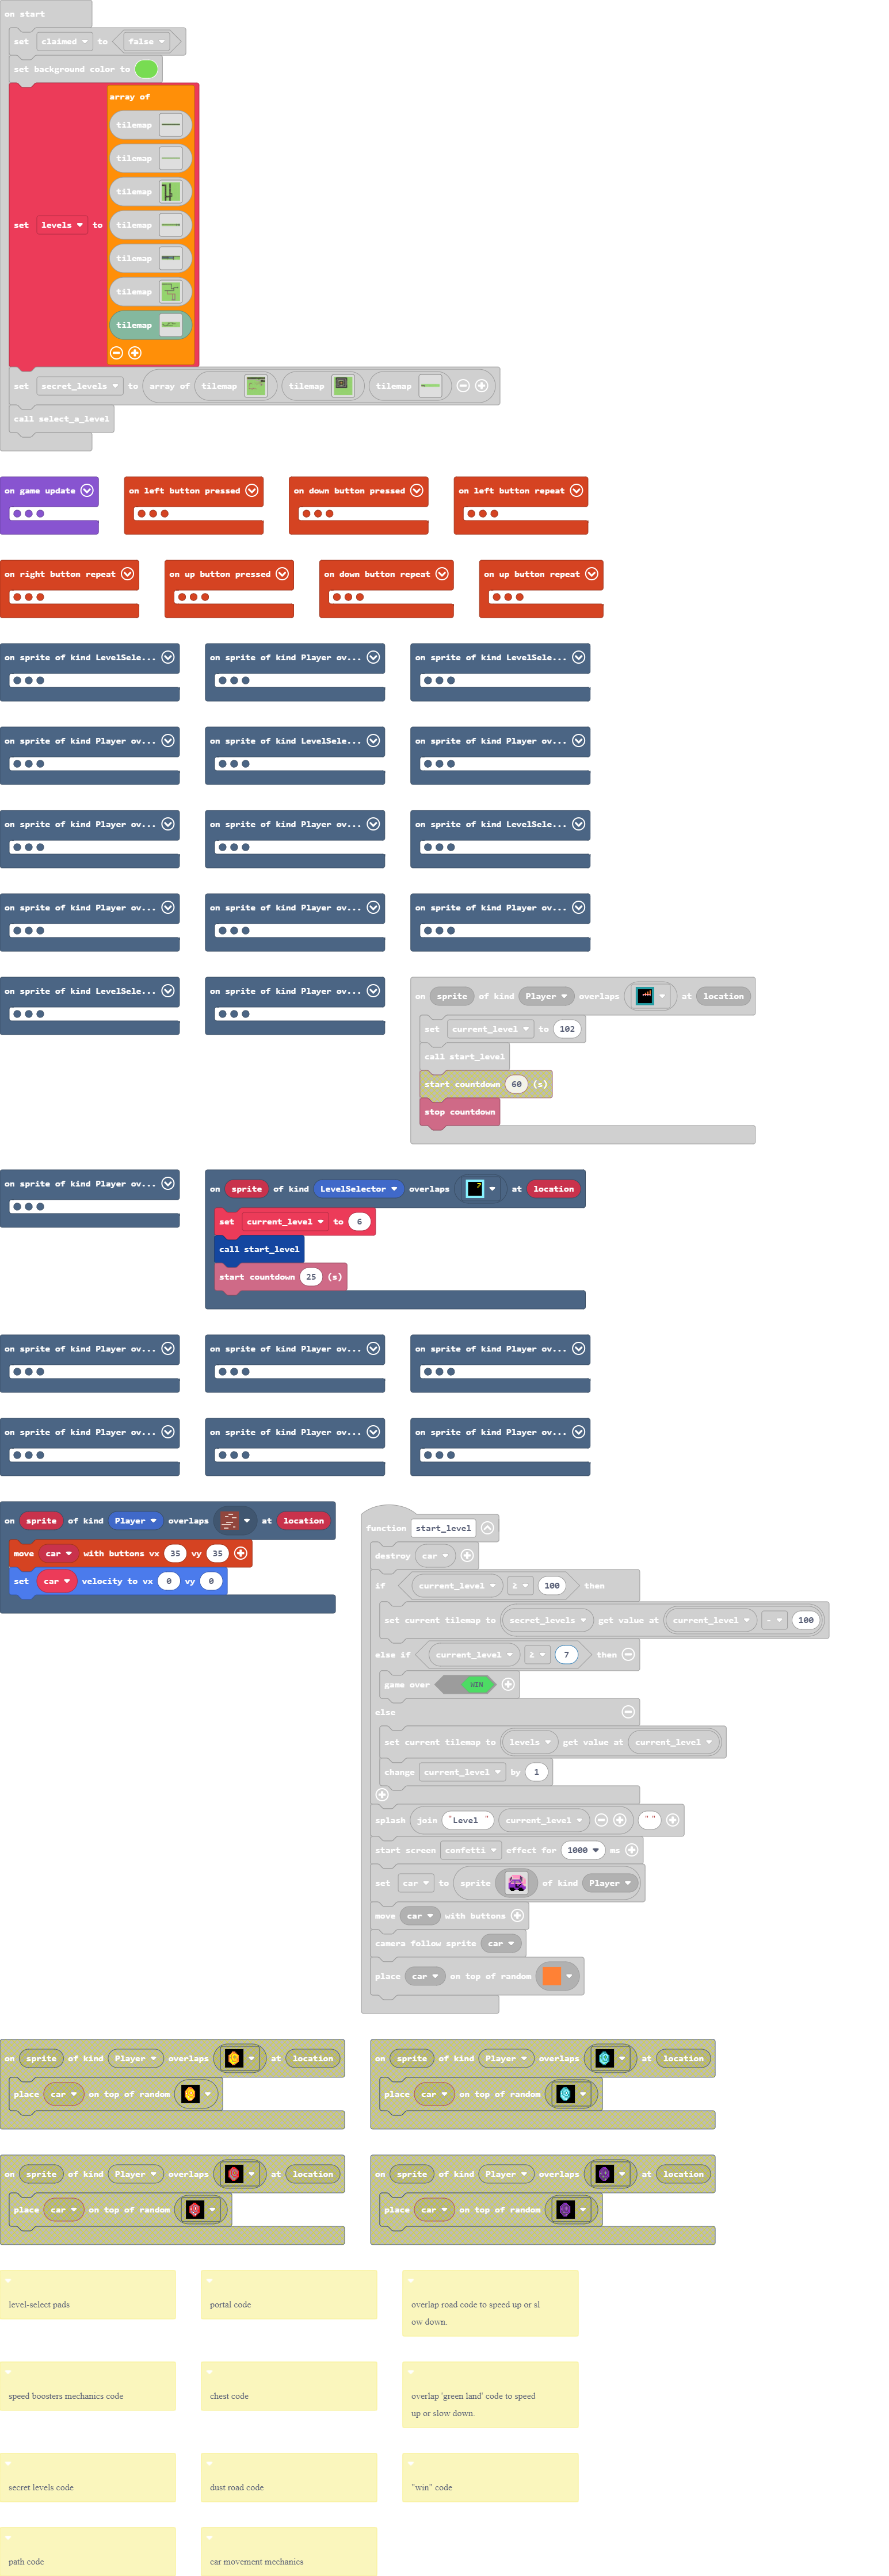 on start
set claimed to false
set background color to
array of
tilemap
tilemap
tilemap
set levels to tilemap
tilemap
tilemap
tilemap
set secret_levels to array of tilemap tilemap tilemap
call select_a_level
on game update on left button pressed on down button pressed on left button repeat
on right button repeat on up button pressed on down button repeat on up button repeat
on sprite of kind LevelSele... on sprite of kind Player ov... on sprite of kind LevelSele...
on sprite of kind Player ov... on sprite of kind LevelSele... on sprite of kind Player ov...
on sprite of kind Player ov... on sprite of kind Player ov... on sprite of kind LevelSele...
on sprite of kind Player ov... on sprite of kind Player ov... on sprite of kind Player ov...
on sprite of kind LevelSele... on sprite of kind Player ov... on sprite of kind Player overlaps at location
set current_level to 102
call start_level
start countdown 60 (s)
stop countdown
on sprite of kind Player ov... on sprite of kind LevelSelector overlaps ? at location
set current_level to 6
call start_level
start countdown 25 (s)
on sprite of kind Player ov... on sprite of kind Player ov... on sprite of kind Player ov...
on sprite of kind Player ov... on sprite of kind Player ov... on sprite of kind Player ov...
on sprite of kind Player overlaps at location
move car with buttons vx 35 vy 35
set car velocity to vx 0 vy 0
function start_level
destroy car
if current_level ≥ 100 then
set current tilemap to secret_levels get value at current_level - 100
else if current_level ≥ 7 then
game over WIN
else
set current tilemap to levels get value at current_level
change current_level by 1
splash join "Level " current_level " "
start screen confetti effect for 1000 ms
set car to sprite of kind Player
move car with buttons
camera follow sprite car
place car on top of random
on sprite of kind Player overlaps at location on sprite of kind Player overlaps at location
place car on top of random place car on top of random
on sprite of kind Player overlaps at location on sprite of kind Player overlaps at location
place car on top of random place car on top of random
level-select pads portal code overlap road code to speed up or sl
ow down.
speed boosters mechanics code chest code overlap 'green land' code to speed
up or slow down.
secret levels code dust road code "win" code
path code car movement mechanics